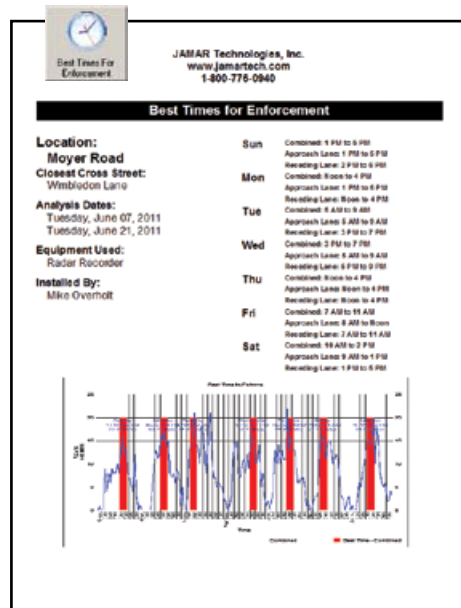 Best Times For
Enforcement
JAMAR Technologies, Inc.
www.jamartech.com
1-800-776-0940
Best Times for Enforcement
Location:
Moyer Road
Closest Cross Street:
Wimbledon Lane
Analysis Dates:
Tuesday, June 07, 2011
Tuesday, June 21, 2011
Equipment Used:
Radar Recorder
Installed By:
Mike Overholt
Sun
Combined: 1 PM to 5 PM
Approach Lane: 1 PM to 5 PM
Receding Lane: 2 PM to 6 PM
Mon
Combined: Noon to 4 PM
Approach Lane: 1 PM to 5 PM
Receding Lane: Noon to 4 PM
Tue
Combined: 5 AM to 9 AM
Approach Lane: 5 AM to 9 AM
Receding Lane: 3 PM to 7 PM
Wed
Combined: 3 PM to 7 PM
Approach Lane: 5 AM to 9 AM
Receding Lane: 5 PM to 9 PM
Thu
Combined: Noon to 4 PM
Approach Lane: Noon to 4 PM
Receding Lane: Noon to 4 PM
Fri
Combined: 7 AM to 11 AM
Approach Lane: 8 AM to Noon
Receding Lane: 7 AM to 11 AM
Sat
Combined: 10 AM to 2 PM
Approach Lane: 9 AM to 1 PM
Receding Lane: 1 PM to 5 PM
Best Time to Enforce
Time
Combined
Best Time - Combined